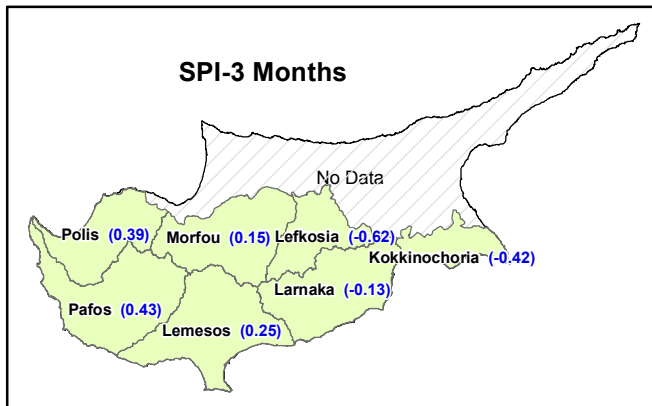 SPI-3 Months
No Data
Polis (0.39)
Morfou (0.15)
Lefkosia (-0.62)
Kokkinochoria (-0.42)
Pafos (0.43)
Lemesos (0.25)
Larnaka (-0.13)